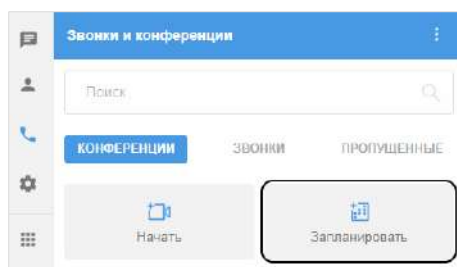 Звонки и конференции
Поиск
КОНФЕРЕНЦИИ ЗВОНКИ ПРОПУЩЕННЫЕ
Начать Запланировать